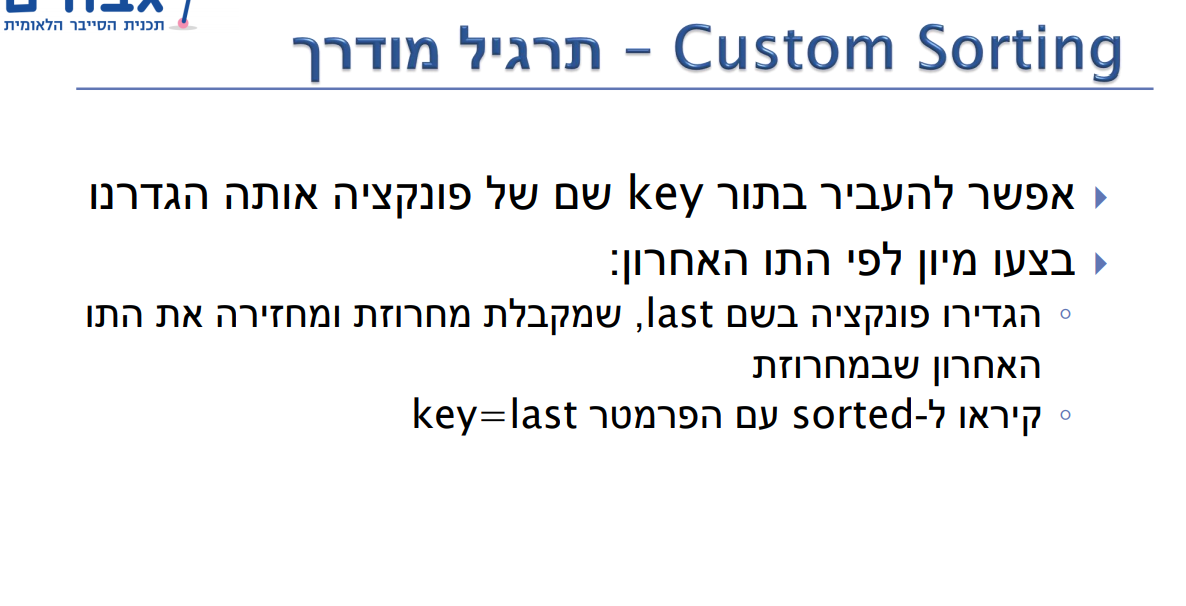 תכנית הסייבר הלאומית
Custom Sorting – תרגיל מודרך
אפשר להעביר בתור key שם של פונקציה אותה הגדרנו
בצעו מיון לפי התו האחרון:
הגדירו פונקציה בשם last, שמקבלת מחרוזת ומחזירה את התו
האחרון שבמחרוזת
קיראו ל-sorted עם הפרמטר key=last